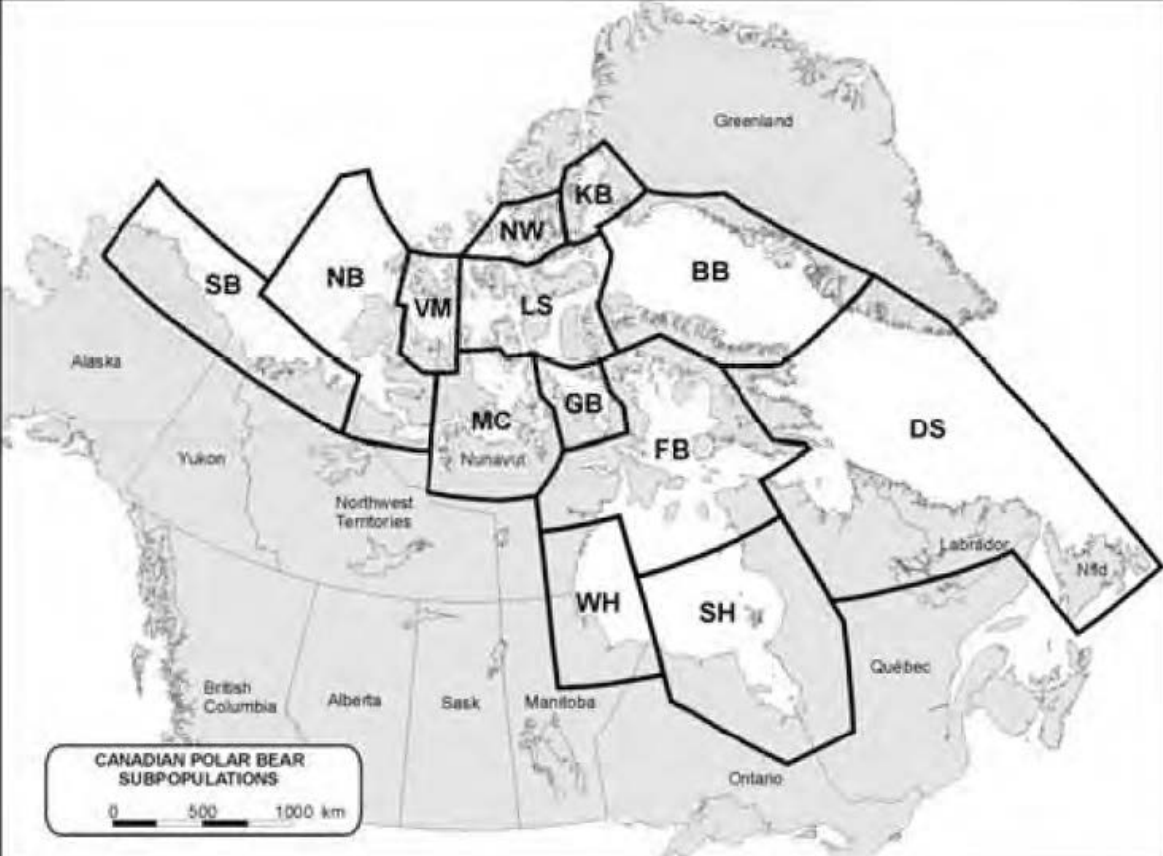 Greenland
KB
NW
BB
SB
NB
VM
LS
Alaska
GB
MC
DS
FB
Yukon
Nunavut
Northwest
Territories
Labrador
Nfld
WH
SH
Québec
British
Columbia
Alberta
Sask
Manitoba
Ontario
CANADIAN POLAR BEAR
SUBPOPULATIONS
0 500 1000 km